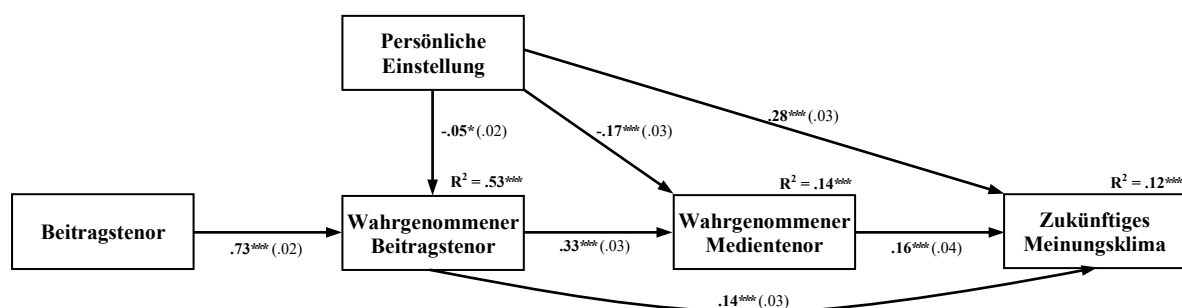 Persönliche
Einstellung
-.05* (.02)
-.17*** (.03)
.28*** (.03)
R² = .53***
R² = .14***
R² = .12***
Beitragstenor
.73*** (.02)
Wahrgenommener
Beitragstenor
.33*** (.03)
Wahrgenommener
Medientenor
.16*** (.04)
Zukünftiges
Meinungsklima
.14*** (.03)